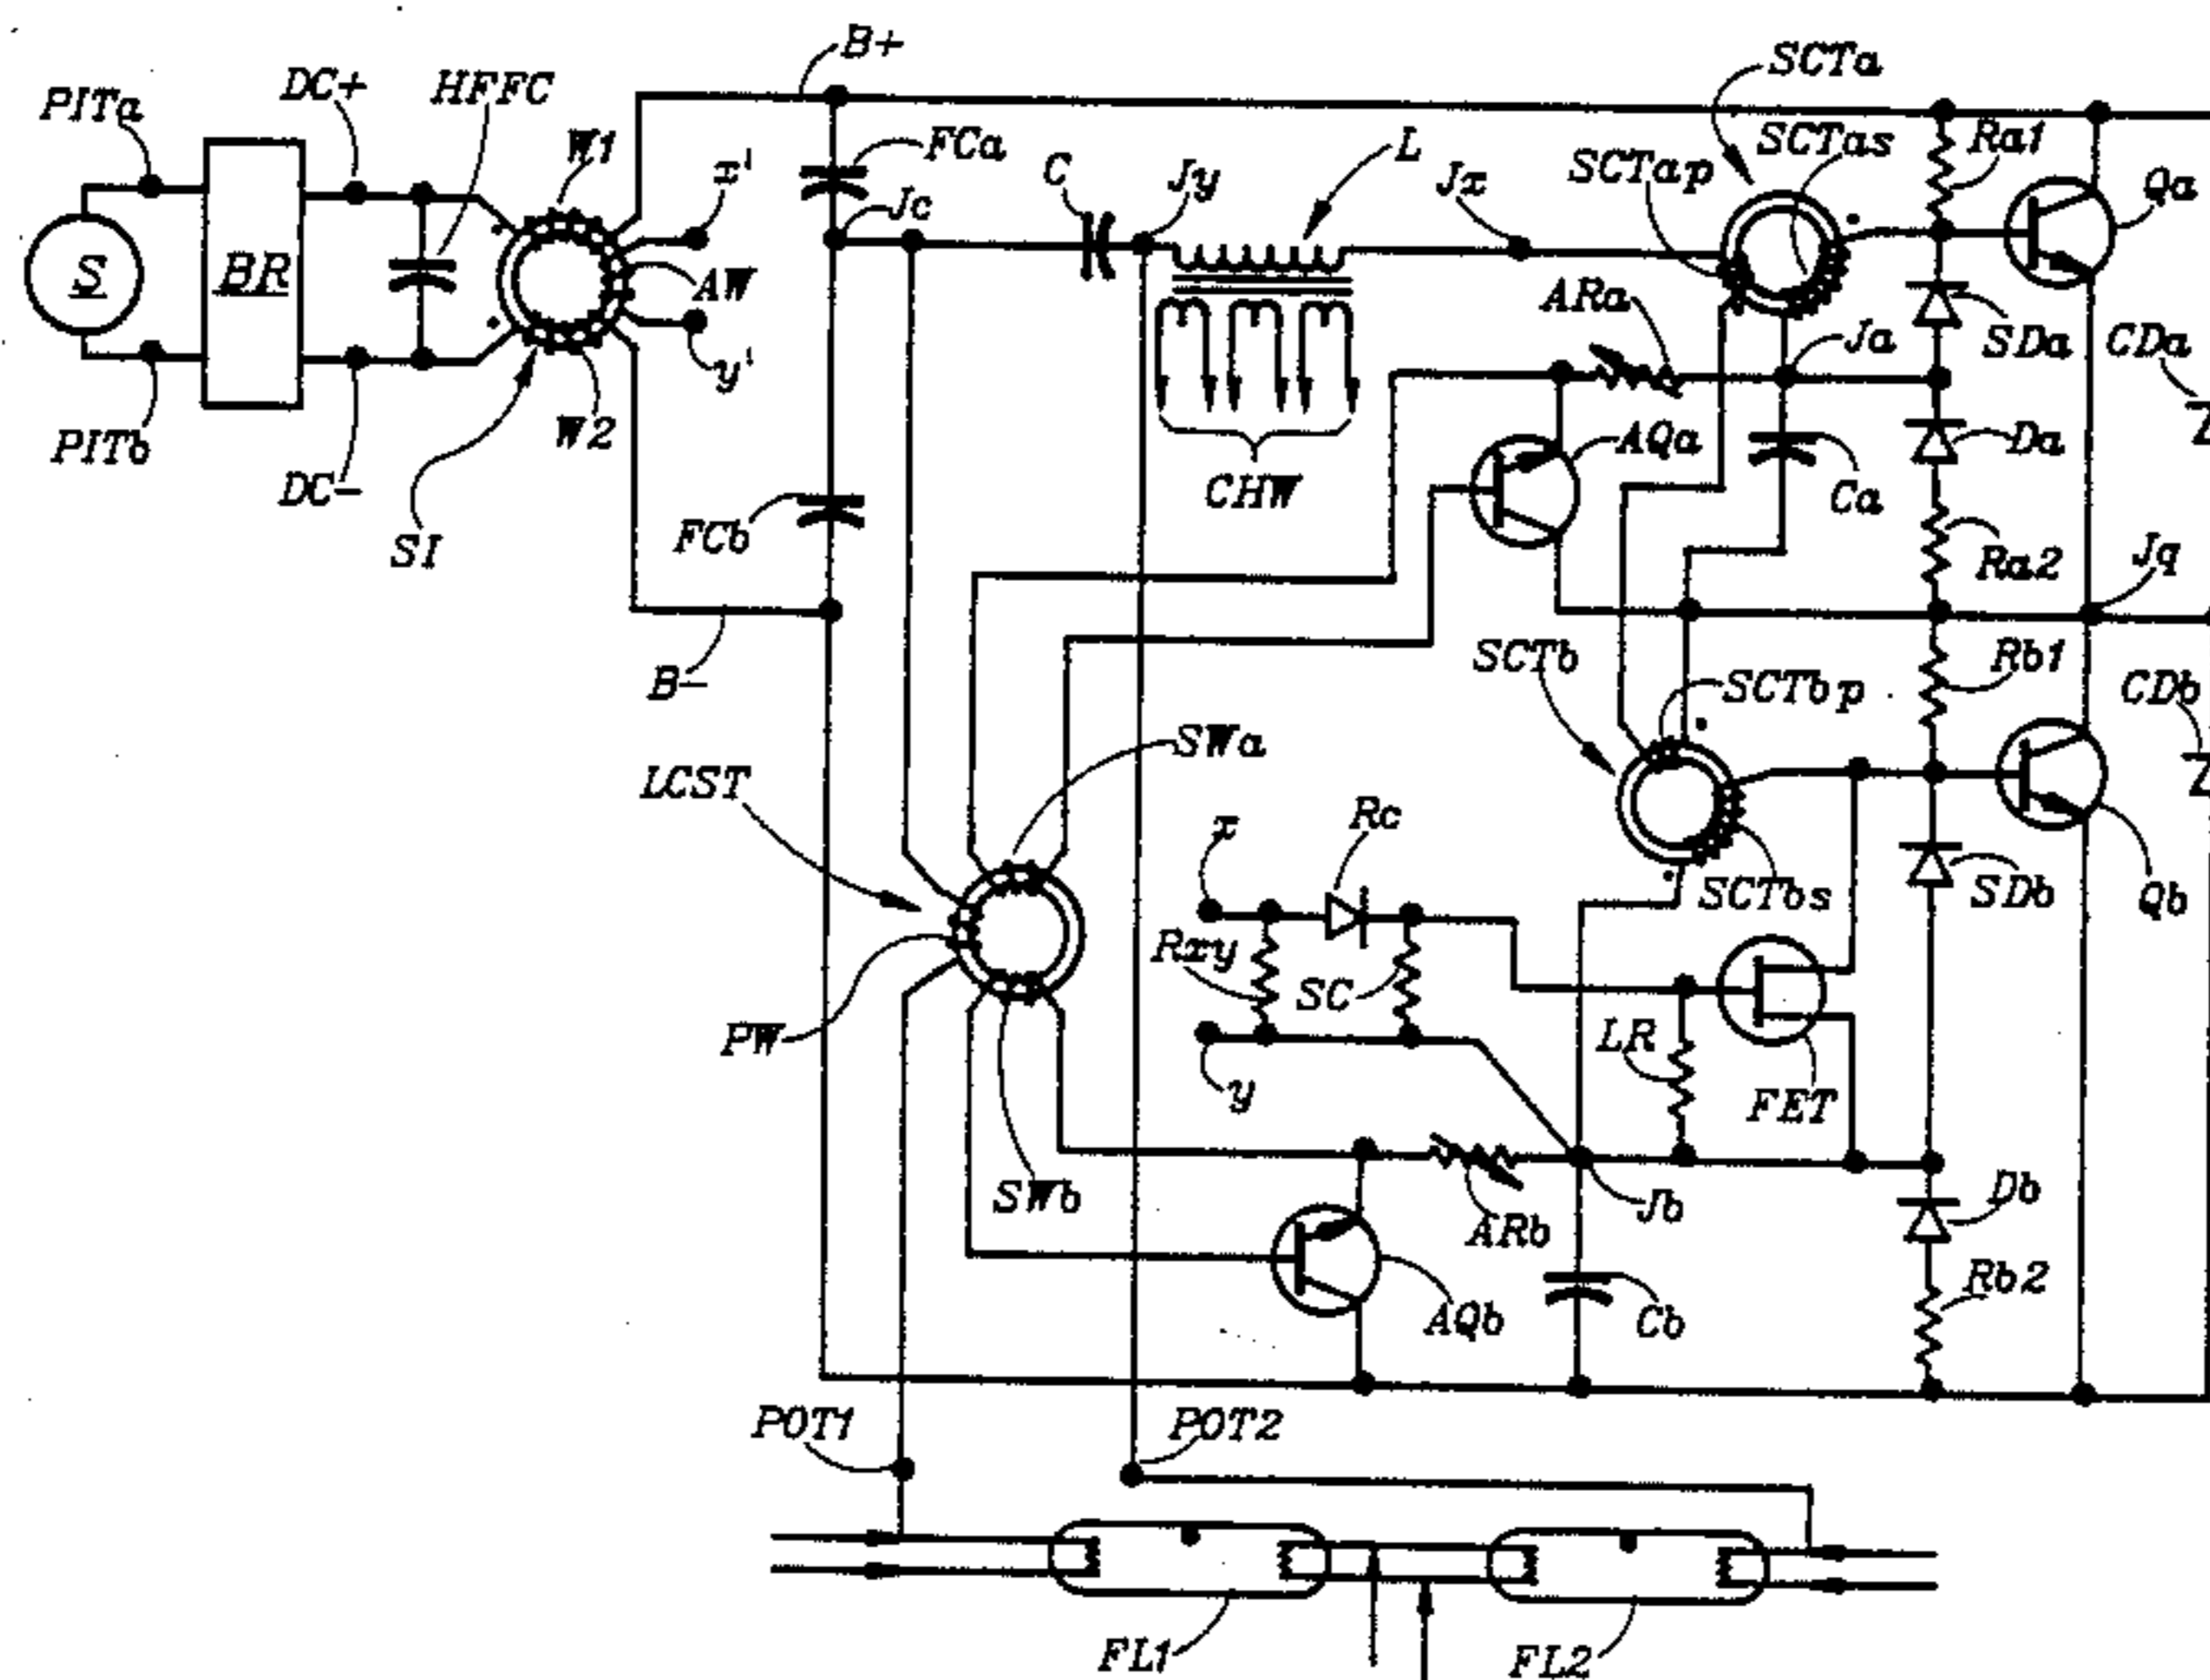 B+
SCTa
PITa
DC+
HFFC
W1
x'
FCa
C
Jy
L
Jx
SCTap
SCTas
Ra1
Qa
Jc
S
BR
AW
ARa
Ja
SDa
CDa
y'
PITb
DC-
W2
SI
FCb
CHW
AQa
Ca
Da
Ra2
Jq
B-
SCTb
SCTbp
Rb1
CDb
SWa
LCST
x
Rc
SCTbs
SDb
Qb
Rxy
SC
PW
y
LR
FET
SWb
ARb
Jb
Db
AQb
Cb
Rb2
POT1
POT2
FL1
FL2